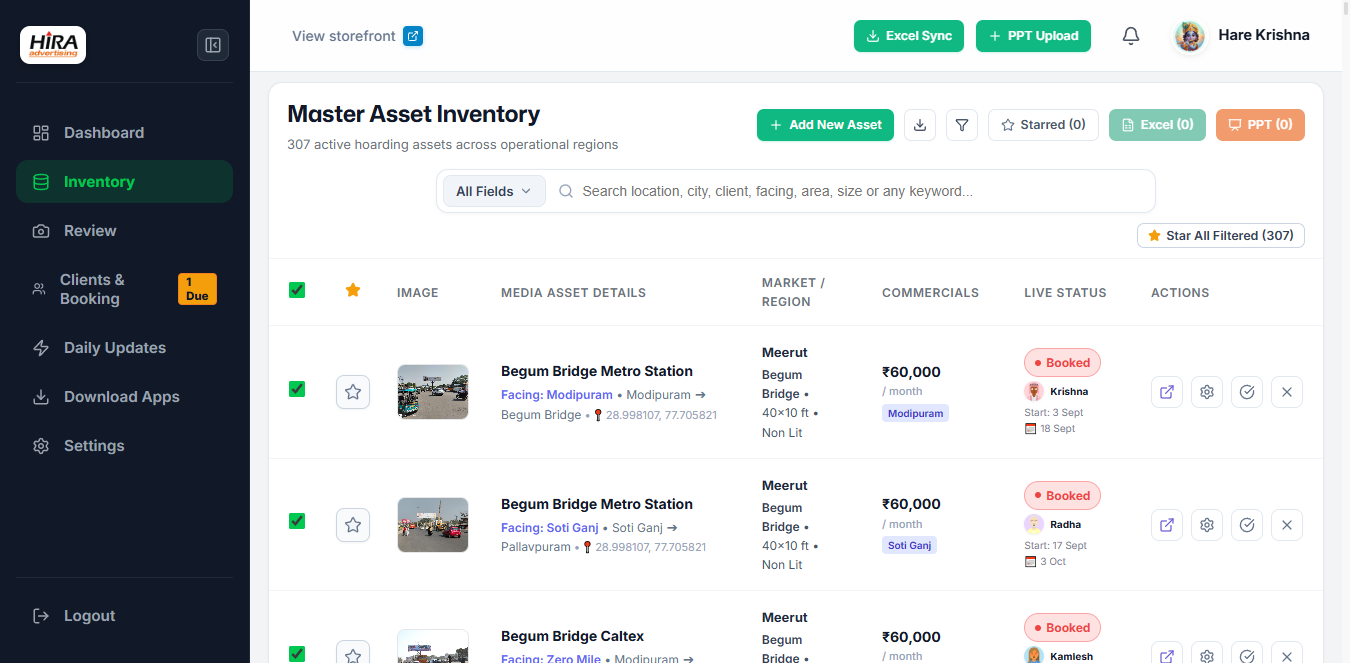 HiRA
advertising
View storefront
Excel Sync
PPT Upload
Hare Krishna
Dashboard
Inventory
Review
Clients &
Booking
1
Due
Daily Updates
Download Apps
Settings
Logout
Master Asset Inventory
307 active hoarding assets across operational regions
Add New Asset
Starred (0)
Excel (0)
PPT (0)
All Fields
Search location, city, client, facing, area, size or any keyword...
Star All Filtered (307)
IMAGE
MEDIA ASSET DETAILS
MARKET /
REGION
COMMERCIALS
LIVE STATUS
ACTIONS
Begum Bridge Metro Station
Facing: Modipuram • Modipuram →
Begum Bridge • 28.998107, 77.705821
Meerut
Begum
Bridge •
40×10 ft •
Non Lit
₹60,000
/ month
Modipuram
Booked
Krishna
Start: 3 Sept
18 Sept
Begum Bridge Metro Station
Facing: Soti Ganj • Soti Ganj →
Pallavpuram • 28.998107, 77.705821
Meerut
Begum
Bridge •
40×10 ft •
Non Lit
₹60,000
/ month
Soti Ganj
Booked
Radha
Start: 17 Sept
3 Oct
Begum Bridge Caltex
Facing: Zero Mile • Modipuram →
Meerut
Begum
Bridge •
₹60,000
/ month
Booked
Kamlesh